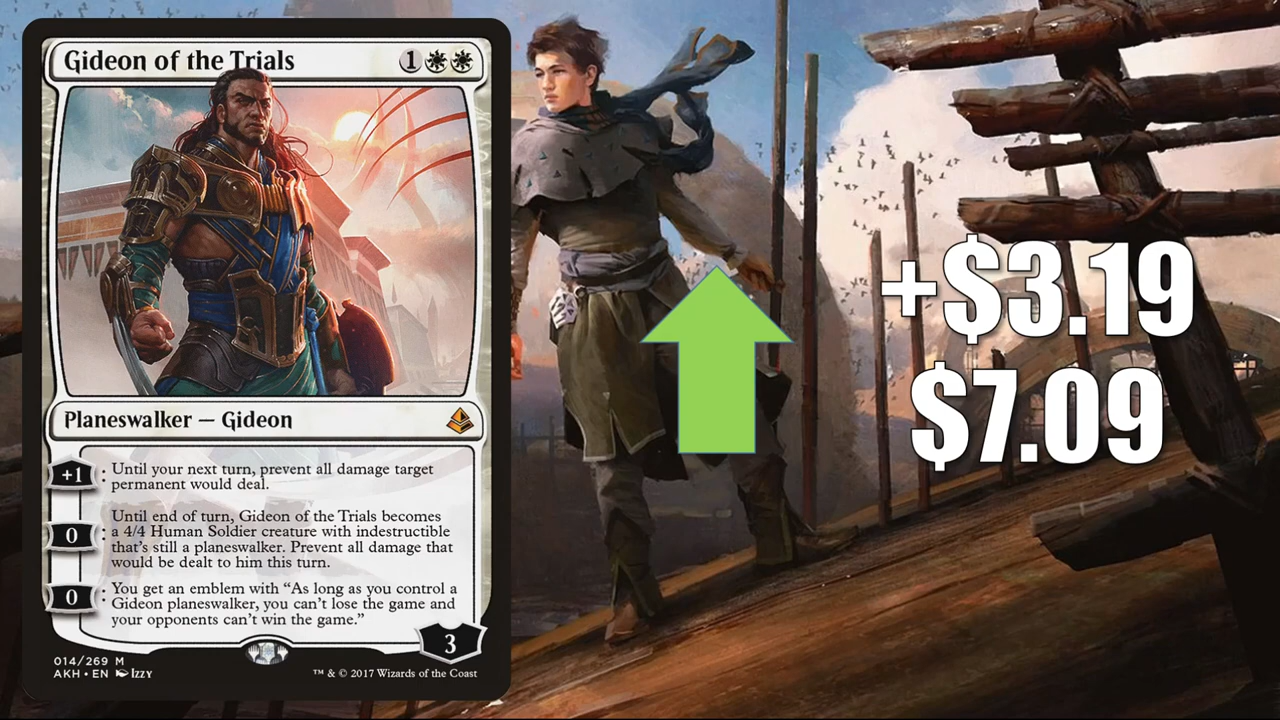 Gideon of the Trials 1
Planeswalker — Gideon
+1 : Until your next turn, prevent all damage target
permanent would deal.
Until end of turn, Gideon of the Trials becomes
0 : a 4/4 Human Soldier creature with indestructible
that's still a planeswalker. Prevent all damage that
would be dealt to him this turn.
0 : You get an emblem with “As long as you control a
Gideon planeswalker, you can't lose the game and
your opponents can't win the game.”
3
014/269 M
AKH • EN Izzy
™ & © 2017 Wizards of the Coast
+$3.19
$7.09